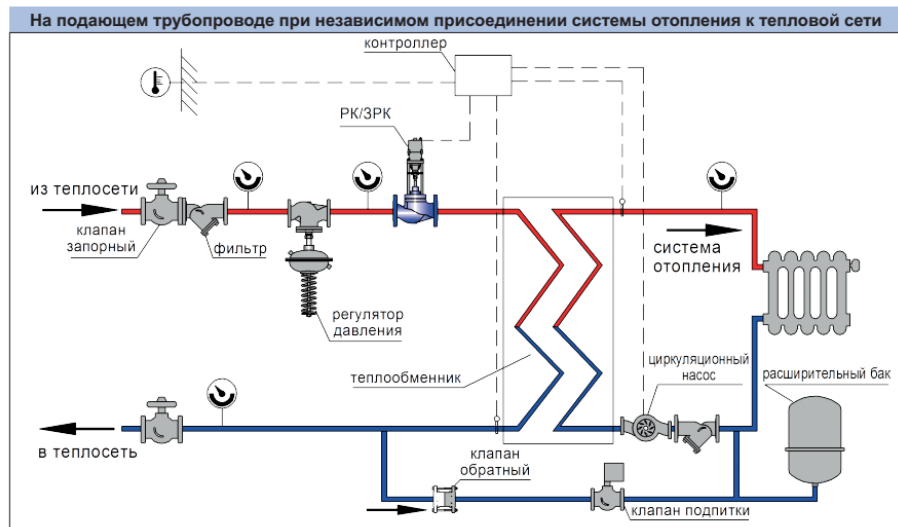 На подающем трубопроводе при независимом присоединении системы отопления к тепловой сети
контроллер
РК/ЗРК
из теплосети
клапан
запорный
фильтр
регулятор
давления
система
отопления
теплообменник
циркуляционный
насос
расширительный бак
в теплосеть
клапан
обратный
клапан подпитки